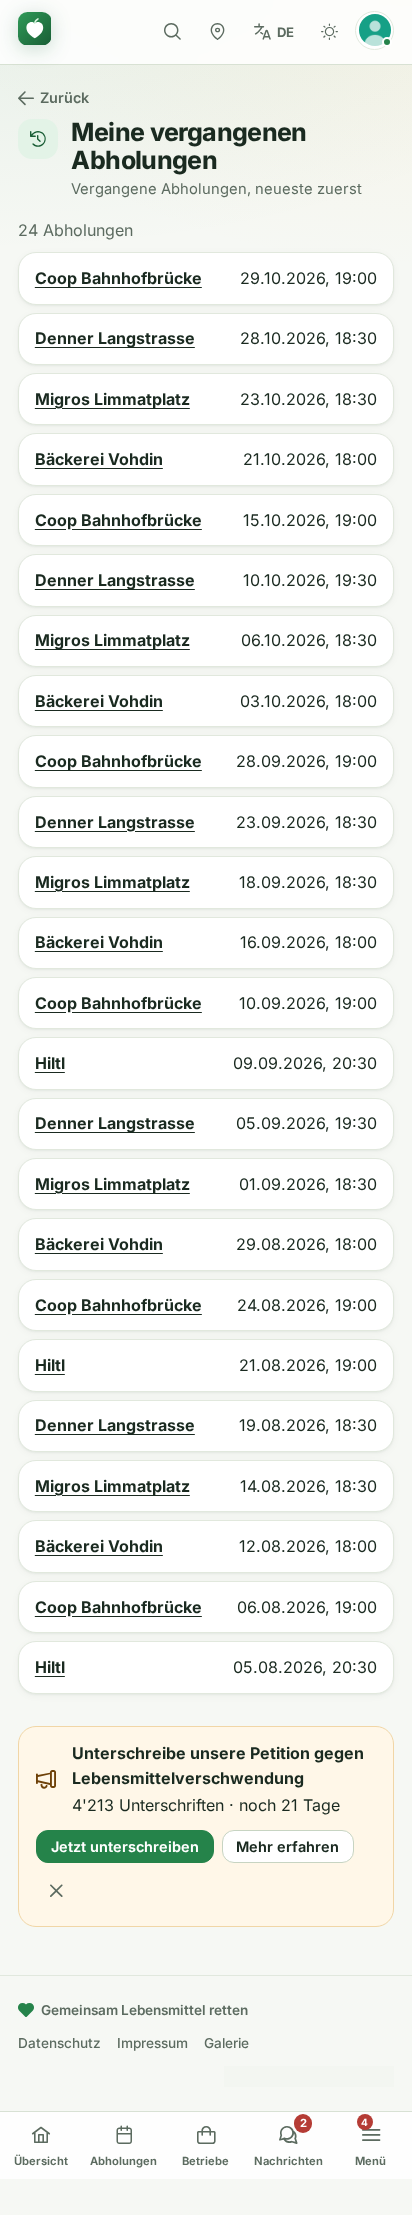 DE
Zurück
Meine vergangenen
Abholungen
Vergangene Abholungen, neueste zuerst
24 Abholungen
Coop Bahnhofbrücke 29.10.2026, 19:00
Denner Langstrasse 28.10.2026, 18:30
Migros Limmatplatz 23.10.2026, 18:30
Bäckerei Vohdin 21.10.2026, 18:00
Coop Bahnhofbrücke 15.10.2026, 19:00
Denner Langstrasse 10.10.2026, 19:30
Migros Limmatplatz 06.10.2026, 18:30
Bäckerei Vohdin 03.10.2026, 18:00
Coop Bahnhofbrücke 28.09.2026, 19:00
Denner Langstrasse 23.09.2026, 18:30
Migros Limmatplatz 18.09.2026, 18:30
Bäckerei Vohdin 16.09.2026, 18:00
Coop Bahnhofbrücke 10.09.2026, 19:00
Hiltl 09.09.2026, 20:30
Denner Langstrasse 05.09.2026, 19:30
Migros Limmatplatz 01.09.2026, 18:30
Bäckerei Vohdin 29.08.2026, 18:00
Coop Bahnhofbrücke 24.08.2026, 19:00
Hiltl 21.08.2026, 19:00
Denner Langstrasse 19.08.2026, 18:30
Migros Limmatplatz 14.08.2026, 18:30
Bäckerei Vohdin 12.08.2026, 18:00
Coop Bahnhofbrücke 06.08.2026, 19:00
Hiltl 05.08.2026, 20:30
Unterschreibe unsere Petition gegen
Lebensmittelverschwendung
4'213 Unterschriften · noch 21 Tage
Jetzt unterschreiben Mehr erfahren
Gemeinsam Lebensmittel retten
Datenschutz Impressum Galerie
2 4
Übersicht Abholungen Betriebe Nachrichten Menü